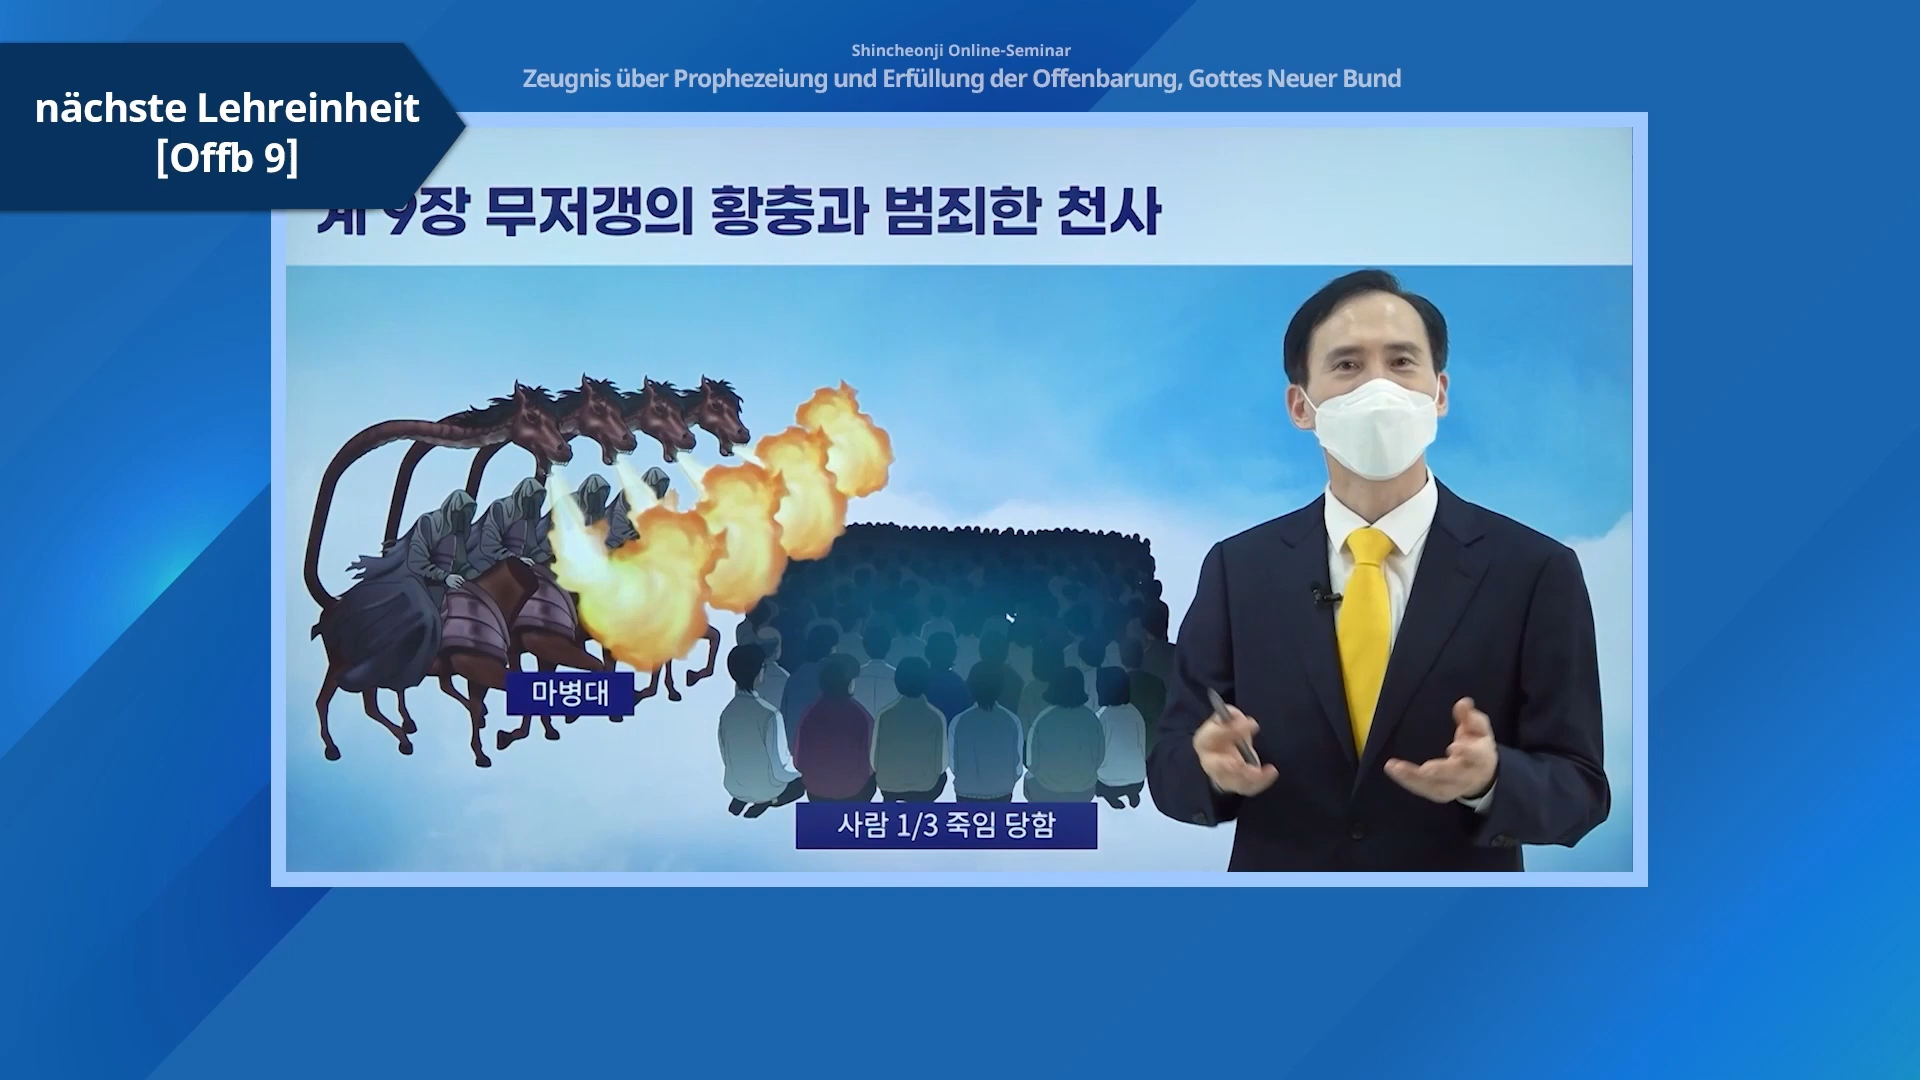 Shincheonji Online-Seminar
Zeugnis über Prophezeiung und Erfüllung der Offenbarung, Gottes Neuer Bund
nächste Lehreinheit
[Offb 9]
계 9장 무저갱의 황충과 범죄한 천사
마병대
사람 1/3 죽임 당함